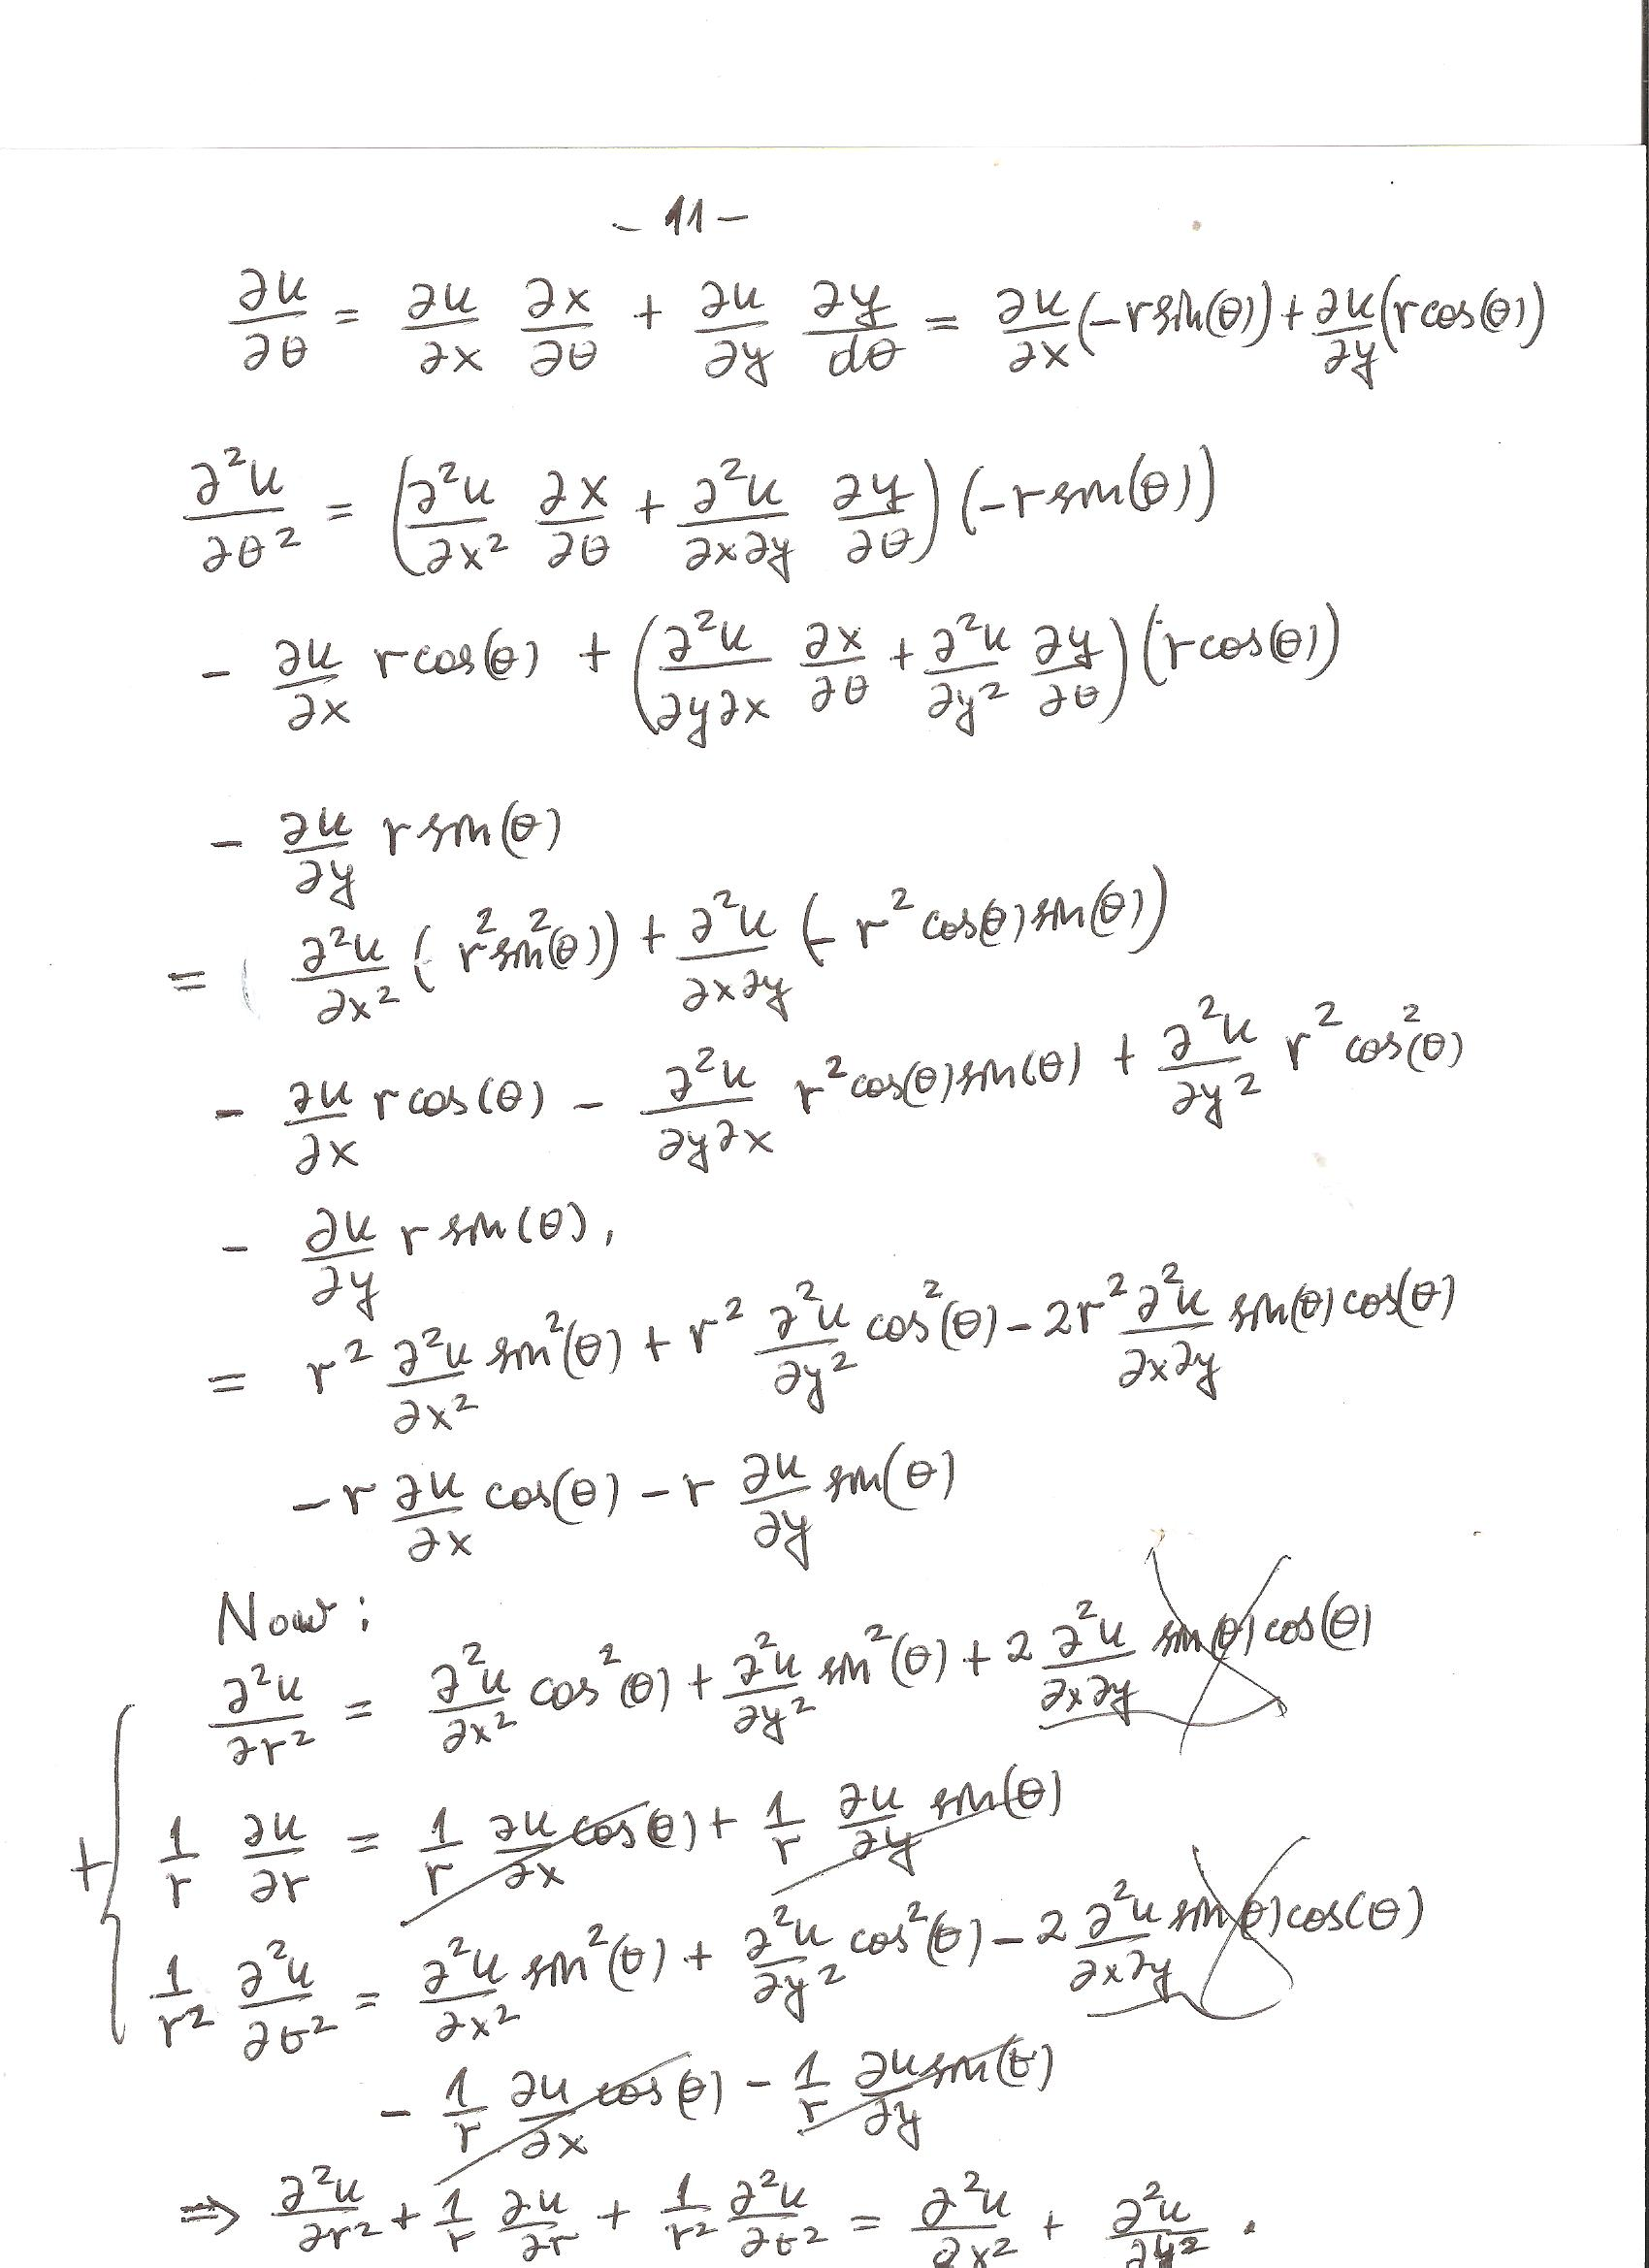 - 11 -
∂u/∂θ = ∂u/∂x ∂x/∂θ + ∂u/∂y ∂y/dθ = ∂u/∂x (-r sin(θ)) + ∂u/∂y (r cos(θ))
∂²u/∂θ² = (∂²u/∂x² ∂x/∂θ + ∂²u/∂x∂y ∂y/∂θ) (-r sin(θ))
- ∂u/∂x r cos(θ) + (∂²u/∂y∂x ∂x/∂θ + ∂²u/∂y² ∂y/∂θ) (r cos(θ))
- ∂u/∂y r sin(θ)
= ∂²u/∂x² (r² sin²(θ)) + ∂²u/∂x∂y (- r² cos(θ) sin(θ))
- ∂u/∂x r cos(θ) - ∂²u/∂y∂x r² cos(θ) sin(θ) + ∂²u/∂y² r² cos²(θ)
- ∂u/∂y r sin(θ).
= r² ∂²u/∂x² sin²(θ) + r² ∂²u/∂y² cos²(θ) - 2r² ∂²u/∂x∂y sin(θ) cos(θ)
- r ∂u/∂x cos(θ) - r ∂u/∂y sin(θ)
Now:
∂²u/∂r² = ∂²u/∂x² cos²(θ) + ∂²u/∂y² sin²(θ) + 2 ∂²u/∂x∂y sin(θ) cos(θ)
+ { 1/r ∂u/∂r = 1/r ∂u/∂x cos(θ) + 1/r ∂u/∂y sin(θ)
1/r² ∂²u/∂θ² = ∂²u/∂x² sin²(θ) + ∂²u/∂y² cos²(θ) - 2 ∂²u/∂x∂y sin(θ) cos(θ)
- 1/r ∂u/∂x cos(θ) - 1/r ∂u/∂y sin(θ)
⇒ ∂²u/∂r² + 1/r ∂u/∂r + 1/r² ∂²u/∂θ² = ∂²u/∂x² + ∂²u/∂y² .